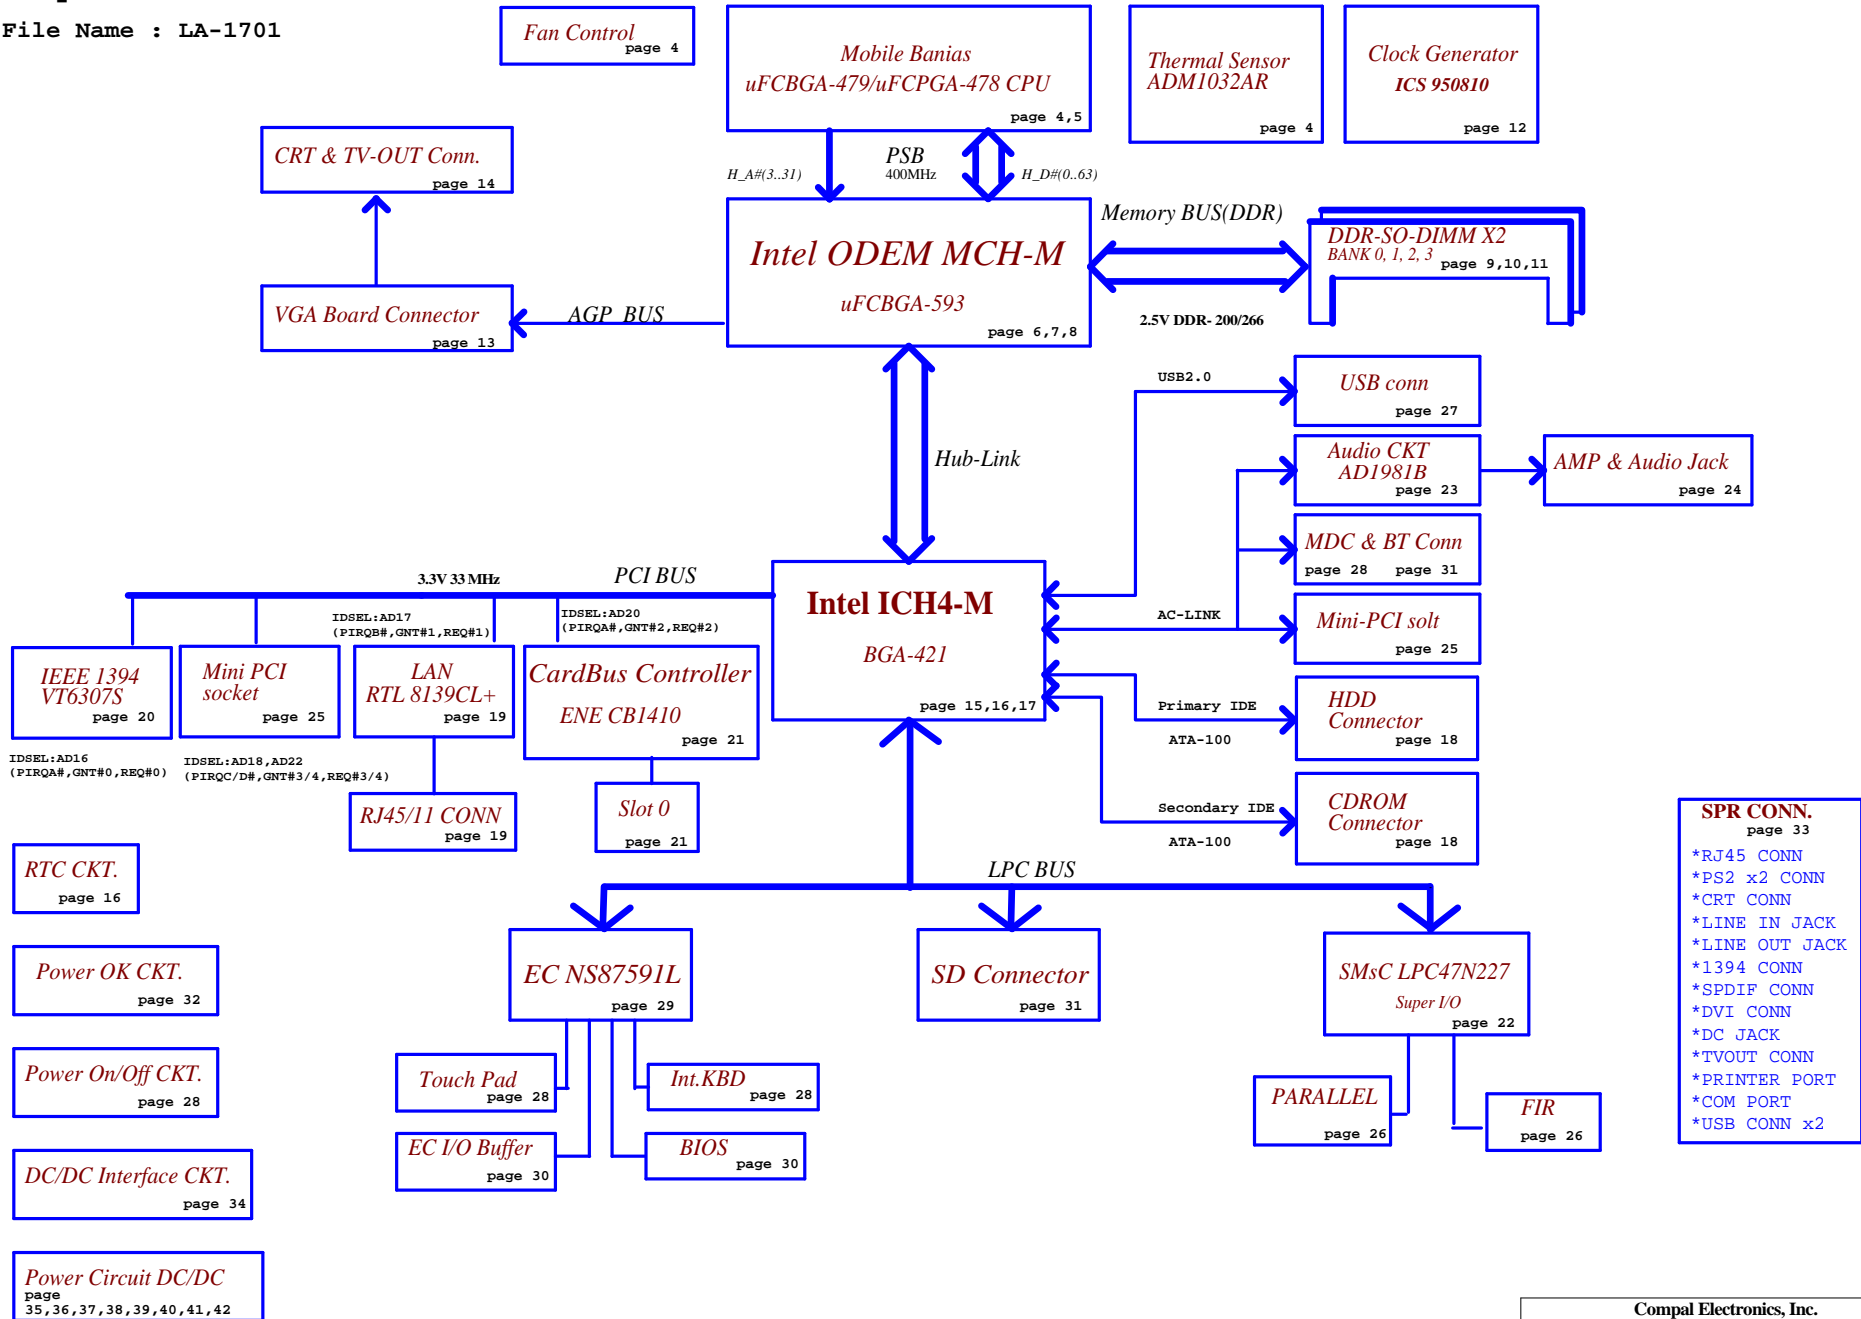 File Name : LA-1701
Fan Control
page 4
Mobile Banias
uFCBGA-479/uFCPGA-478 CPU
page 4,5
Thermal Sensor
ADM1032AR
page 4
Clock Generator
ICS 950810
page 12
CRT & TV-OUT Conn.
page 14
H_A#(3..31)
PSB
400MHz
H_D#(0..63)
Intel ODEM MCH-M
uFCBGA-593
page 6,7,8
Memory BUS(DDR)
2.5V DDR- 200/266
DDR-SO-DIMM X2
BANK 0, 1, 2, 3
page 9,10,11
VGA Board Connector
page 13
AGP BUS
Hub-Link
USB2.0
USB conn
page 27
Audio CKT
AD1981B
page 23
AMP & Audio Jack
page 24
MDC & BT Conn
page 28 page 31
AC-LINK
Mini-PCI solt
page 25
Intel ICH4-M
BGA-421
page 15,16,17
3.3V 33 MHz
PCI BUS
IDSEL:AD17
(PIRQB#,GNT#1,REQ#1)
IDSEL:AD20
(PIRQA#,GNT#2,REQ#2)
IEEE 1394
VT6307S
page 20
Mini PCI
socket
page 25
LAN
RTL 8139CL+
page 19
CardBus Controller
ENE CB1410
page 21
IDSEL:AD16
(PIRQA#,GNT#0,REQ#0)
IDSEL:AD18,AD22
(PIRQC/D#,GNT#3/4,REQ#3/4)
RJ45/11 CONN
page 19
Slot 0
page 21
Primary IDE
ATA-100
HDD
Connector
page 18
Secondary IDE
ATA-100
CDROM
Connector
page 18
RTC CKT.
page 16
Power OK CKT.
page 32
Power On/Off CKT.
page 28
DC/DC Interface CKT.
page 34
Power Circuit DC/DC
page
35,36,37,38,39,40,41,42
LPC BUS
EC NS87591L
page 29
SD Connector
page 31
SMsC LPC47N227
Super I/O
page 22
Touch Pad
page 28
Int.KBD
page 28
EC I/O Buffer
page 30
BIOS
page 30
PARALLEL
page 26
FIR
page 26
SPR CONN.
page 33
*RJ45 CONN
*PS2 x2 CONN
*CRT CONN
*LINE IN JACK
*LINE OUT JACK
*1394 CONN
*SPDIF CONN
*DVI CONN
*DC JACK
*TVOUT CONN
*PRINTER PORT
*COM PORT
*USB CONN x2
Compal Electronics, Inc.